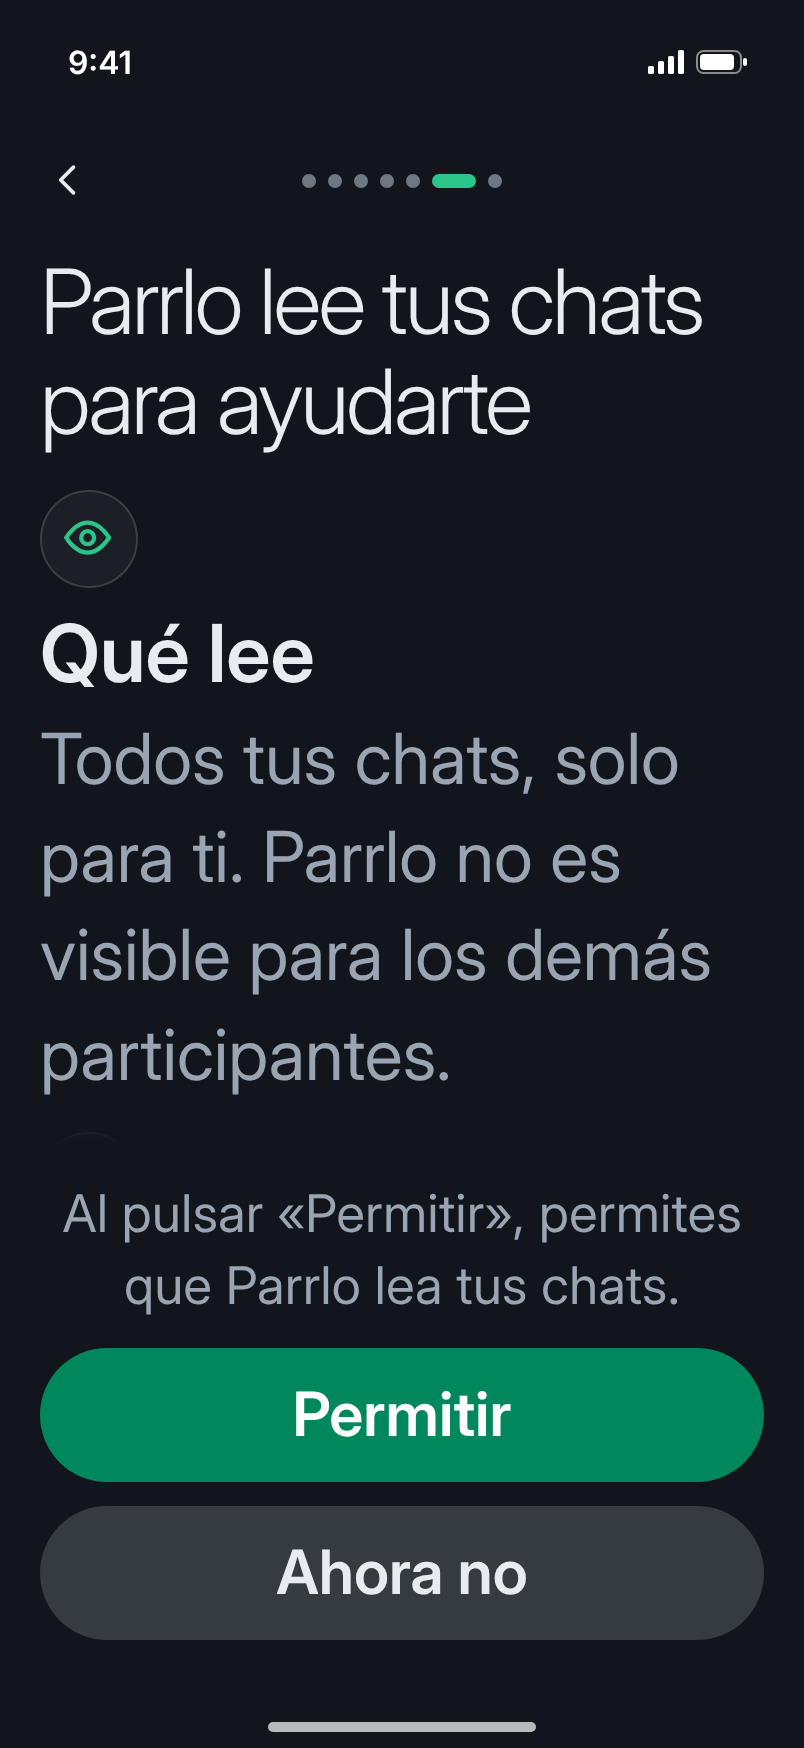 9:41
Parrlo lee tus chats
para ayudarte
Qué lee
Todos tus chats, solo
para ti. Parrlo no es
visible para los demás
participantes.
Al pulsar «Permitir», permites
que Parrlo lea tus chats.
Permitir
Ahora no